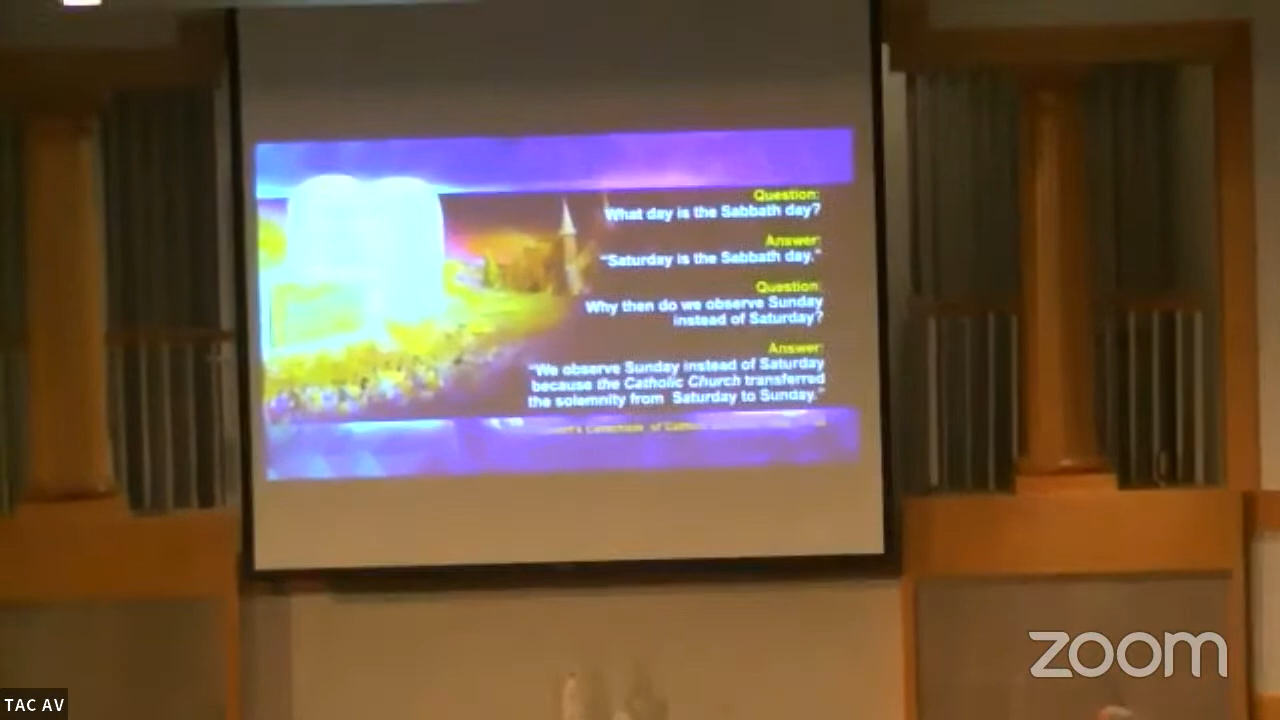 Question:
What day is the Sabbath day?
Answer:
"Saturday is the Sabbath day."
Question:
Why then do we observe Sunday
instead of Saturday?
Answer:
"We observe Sunday instead of Saturday
because the Catholic Church transferred
the solemnity from Saturday to Sunday."
Catechism of
zoom
TAC AV